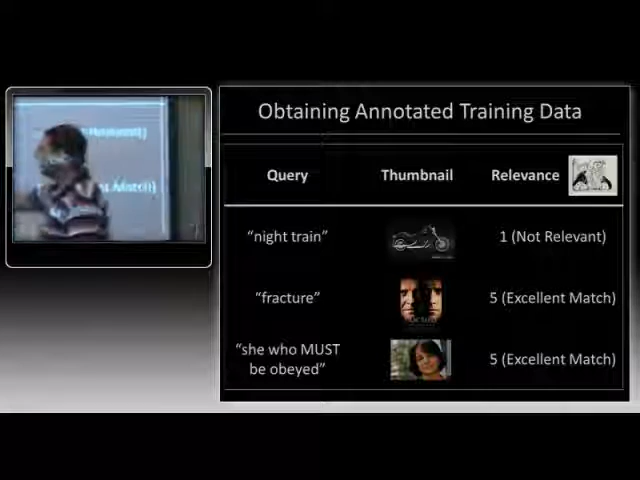 Obtaining Annotated Training Data
Query Thumbnail Relevance
“night train” 1 (Not Relevant)
“fracture” 5 (Excellent Match)
“she who MUST
be obeyed” 5 (Excellent Match)